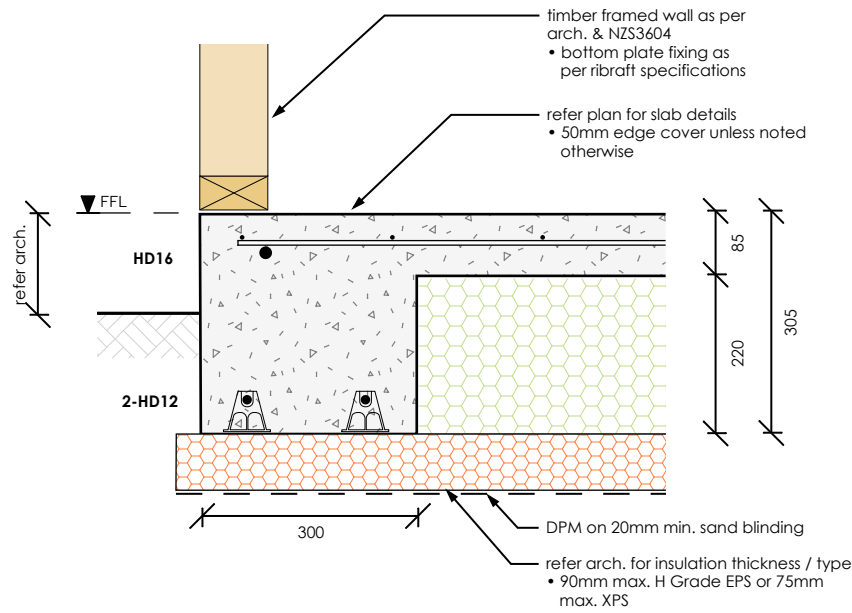 timber framed wall as per
arch. & NZS3604
• bottom plate fixing as
per ribraft specifications
refer plan for slab details
• 50mm edge cover unless noted
otherwise
FFL
refer arch.
HD16
85
305
220
2-HD12
300
DPM on 20mm min. sand blinding
refer arch. for insulation thickness / type
• 90mm max. H Grade EPS or 75mm
max. XPS